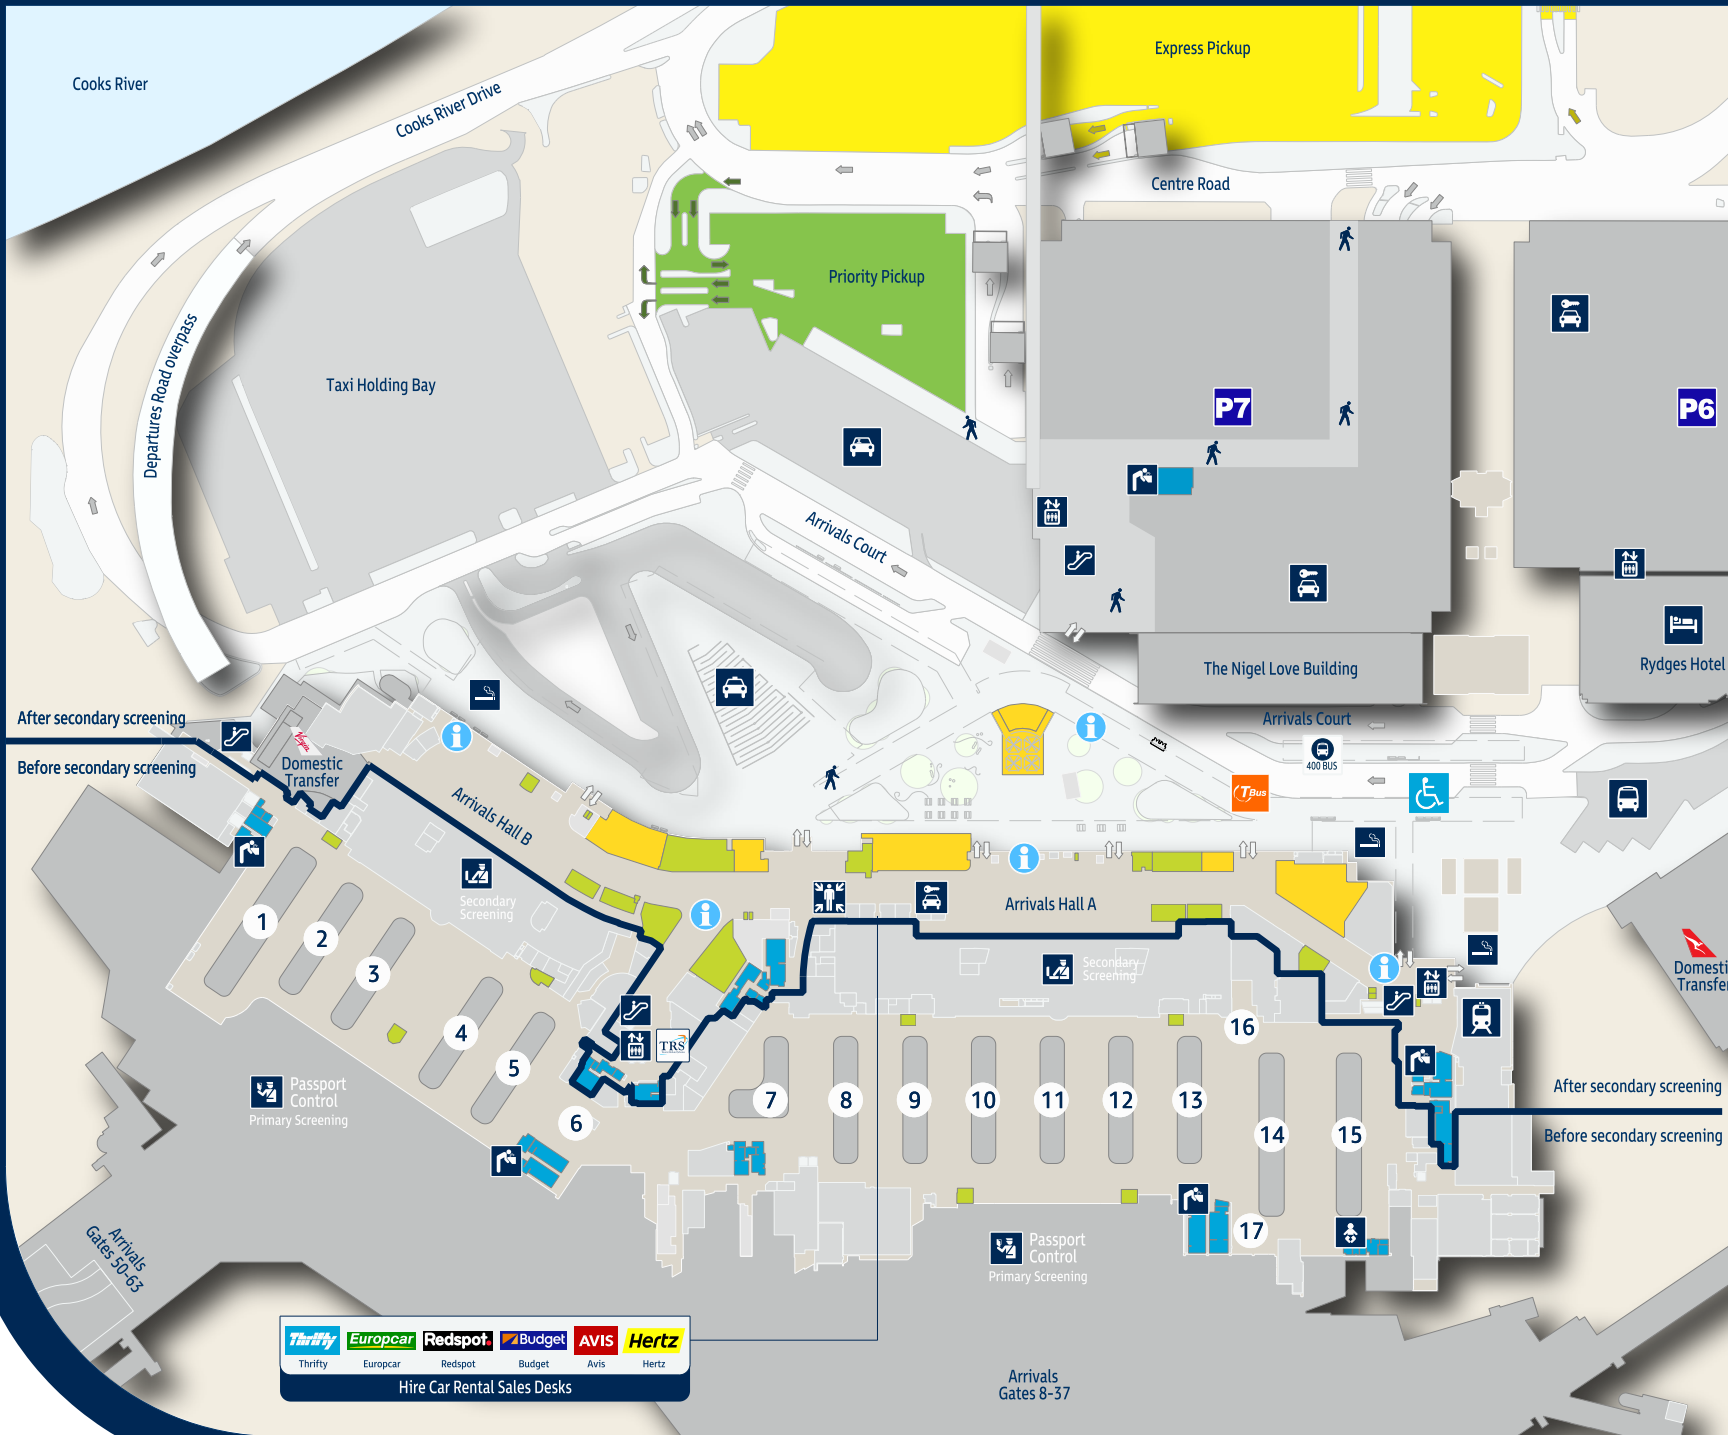 Cooks River
Express Pickup
Cooks River Drive
Centre Road
Priority Pickup
Departures Road overpass
Taxi Holding Bay
P7
P6
Arrivals Court
The Nigel Love Building
Rydges Hotel
Arrivals Court
After secondary screening
Before secondary screening
Virgin
Domestic
Transfer
400 BUS
T Bus
Arrivals Hall B
Secondary
Screening
Arrivals Hall A
Secondary
Screening
Domesti
Transfer
1
2
3
4
5
6
TRS
7
8
9
10
11
12
13
14
15
16
17
Passport
Control
Primary Screening
After secondary screening
Before secondary screening
Arrivals
Gates 50-63
Passport
Control
Primary Screening
Thrifty
Europcar
Redspot.
Budget
AVIS
Hertz
Thrifty
Europcar
Redspot
Budget
Avis
Hertz
Hire Car Rental Sales Desks
Arrivals
Gates 8-37